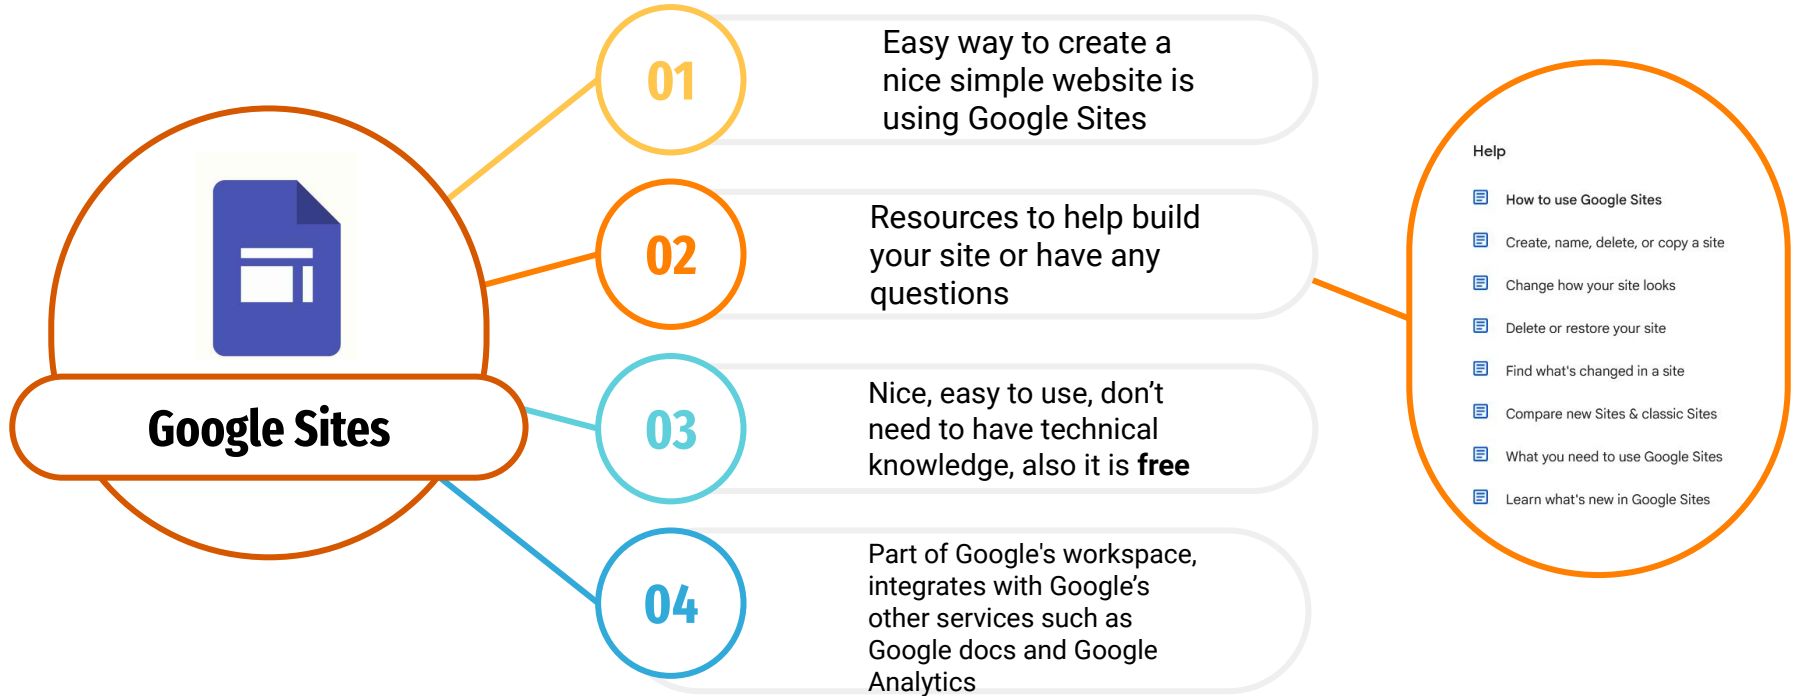 Google Sites
01
Easy way to create a
nice simple website is
using Google Sites
02
Resources to help build
your site or have any
questions
03
Nice, easy to use, don’t
need to have technical
knowledge, also it is free
04
Part of Google's workspace,
integrates with Google’s
other services such as
Google docs and Google
Analytics
Help
How to use Google Sites
Create, name, delete, or copy a site
Change how your site looks
Delete or restore your site
Find what's changed in a site
Compare new Sites & classic Sites
What you need to use Google Sites
Learn what's new in Google Sites